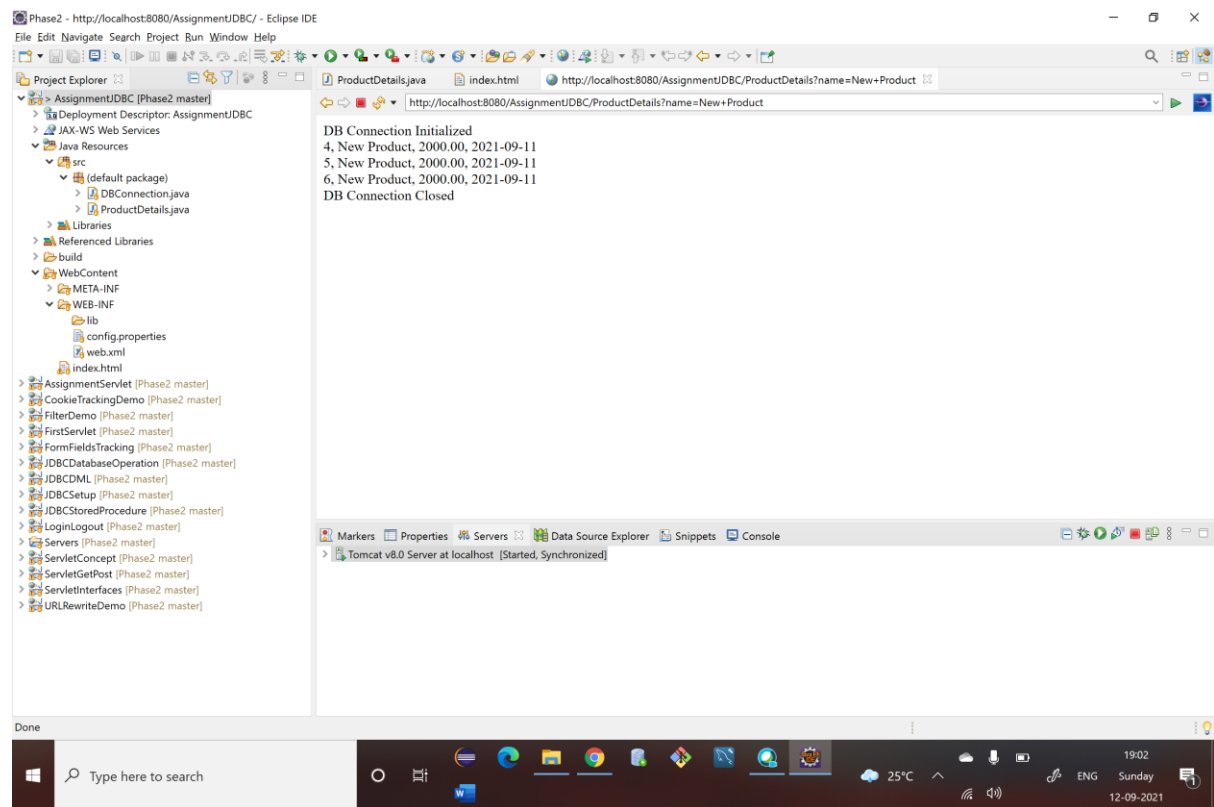 Phase2 - http://localhost:8080/AssignmentJDBC/ - Eclipse IDE
File Edit Navigate Search Project Run Window Help
Project Explorer
> AssignmentJDBC [Phase2 master]
Deployment Descriptor: AssignmentJDBC
JAX-WS Web Services
Java Resources
src
(default package)
DBConnection.java
ProductDetails.java
Libraries
Referenced Libraries
build
WebContent
META-INF
WEB-INF
lib
config.properties
web.xml
index.html
AssignmentServlet [Phase2 master]
CookieTrackingDemo [Phase2 master]
FilterDemo [Phase2 master]
FirstServlet [Phase2 master]
FormFieldsTracking [Phase2 master]
JDBCDatabaseOperation [Phase2 master]
JDBCDML [Phase2 master]
JDBCSetup [Phase2 master]
JDBCStoredProcedure [Phase2 master]
LoginLogout [Phase2 master]
Servers [Phase2 master]
ServletConcept [Phase2 master]
ServletGetPost [Phase2 master]
ServletInterfaces [Phase2 master]
URLRewriteDemo [Phase2 master]
ProductDetails.java index.html http://localhost:8080/AssignmentJDBC/ProductDetails?name=New+Product
http://localhost:8080/AssignmentJDBC/ProductDetails?name=New+Product
DB Connection Initialized
4, New Product, 2000.00, 2021-09-11
5, New Product, 2000.00, 2021-09-11
6, New Product, 2000.00, 2021-09-11
DB Connection Closed
Markers Properties Servers Data Source Explorer Snippets Console
Tomcat v8.0 Server at localhost [Started, Synchronized]
Done
Type here to search
25°C
ENG
19:02
Sunday
12-09-2021